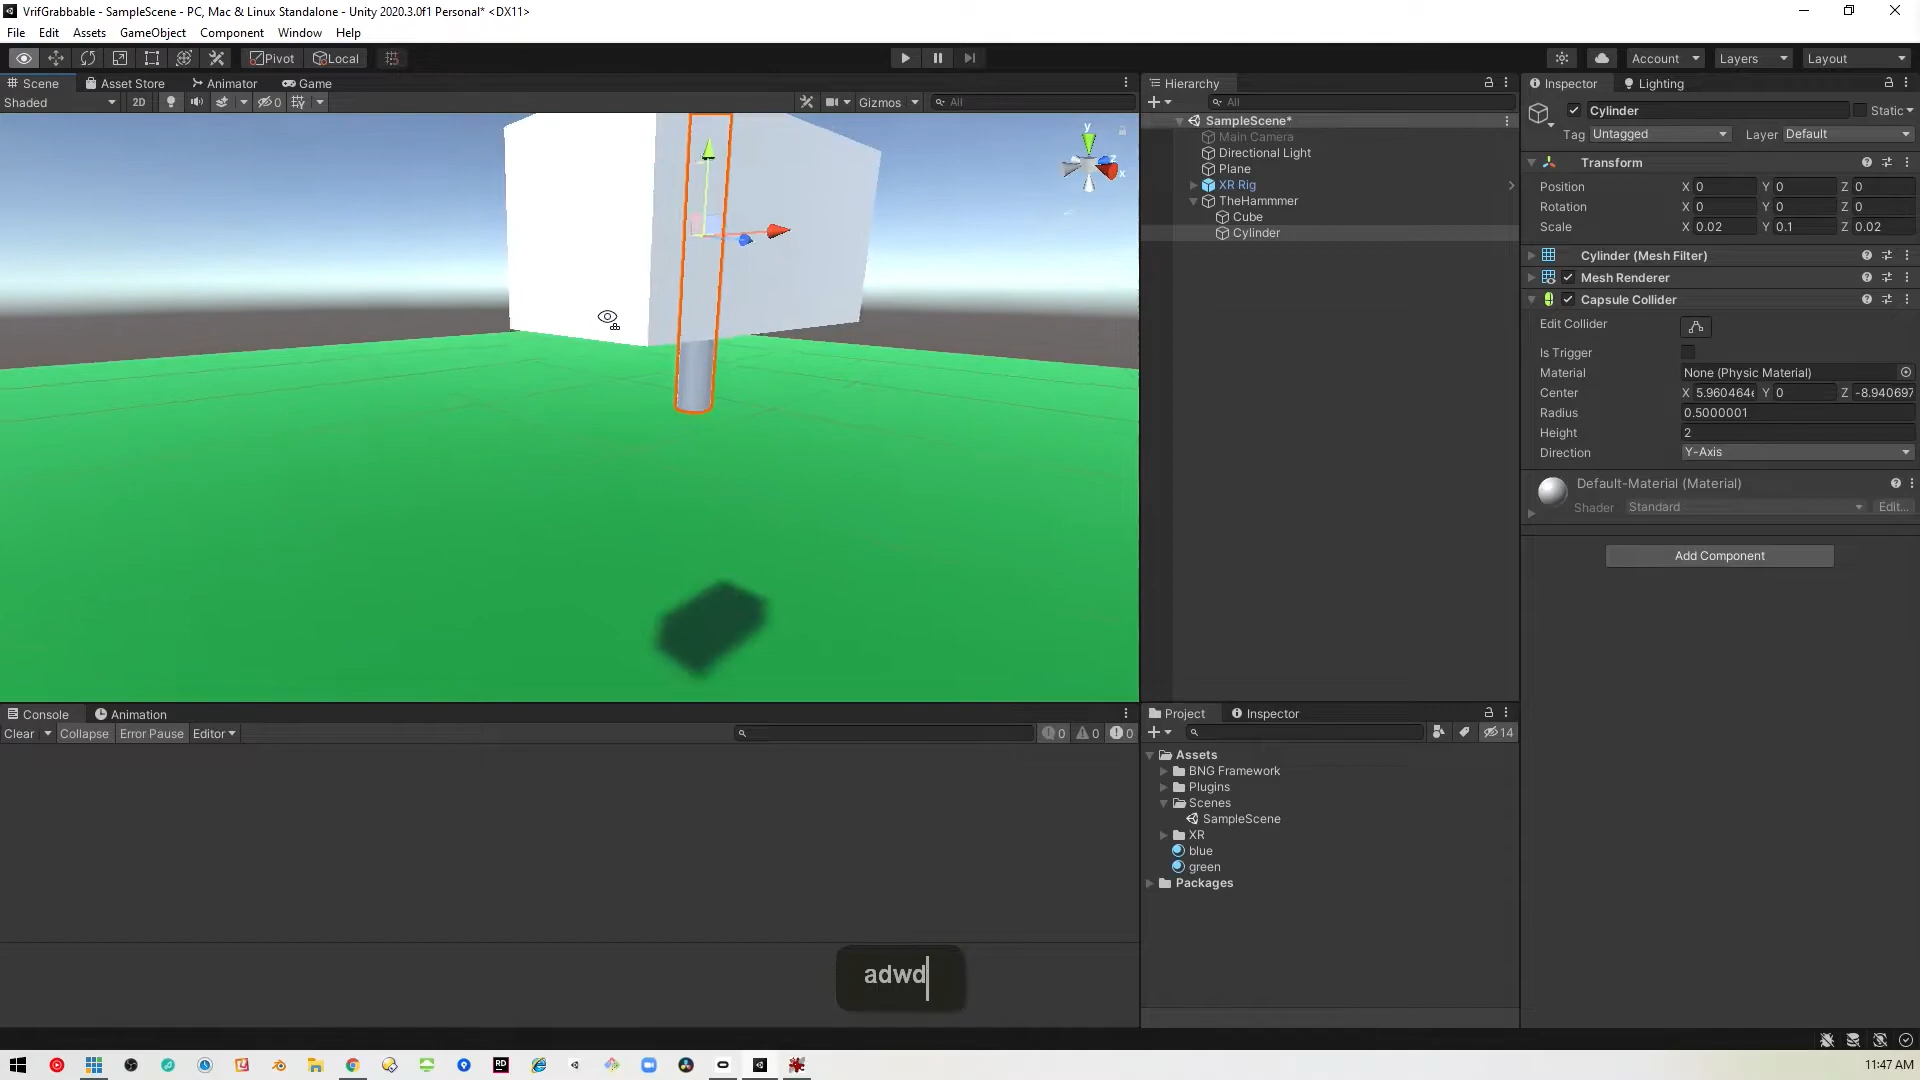 VrifGrabbable - SampleScene - PC, Mac & Linux Standalone - Unity 2020.3.0f1 Personal* <DX11>
File Edit Assets GameObject Component Window Help
Pivot Local Account Layers Layout
Scene Asset Store Animator Game
Shaded 2D 0 Gizmos All
y
z
x
Hierarchy
All
SampleScene*
Main Camera
Directional Light
Plane
XR Rig
TheHammmer
Cube
Cylinder
Inspector Lighting
Cylinder Static
Tag Untagged Layer Default
Transform
Position X 0 Y 0 Z 0
Rotation X 0 Y 0 Z 0
Scale X 0.02 Y 0.1 Z 0.02
Cylinder (Mesh Filter)
Mesh Renderer
Capsule Collider
Edit Collider
Is Trigger
Material None (Physic Material)
Center X 5.960464e Y 0 Z -8.940697
Radius 0.5000001
Height 2
Direction Y-Axis
Default-Material (Material)
Shader Standard Edit...
Add Component
Console Animation
Clear Collapse Error Pause Editor 0 0 0
Project Inspector
14
Assets
BNG Framework
Plugins
Scenes
SampleScene
XR
blue
green
Packages
adwd
RD
11:47 AM